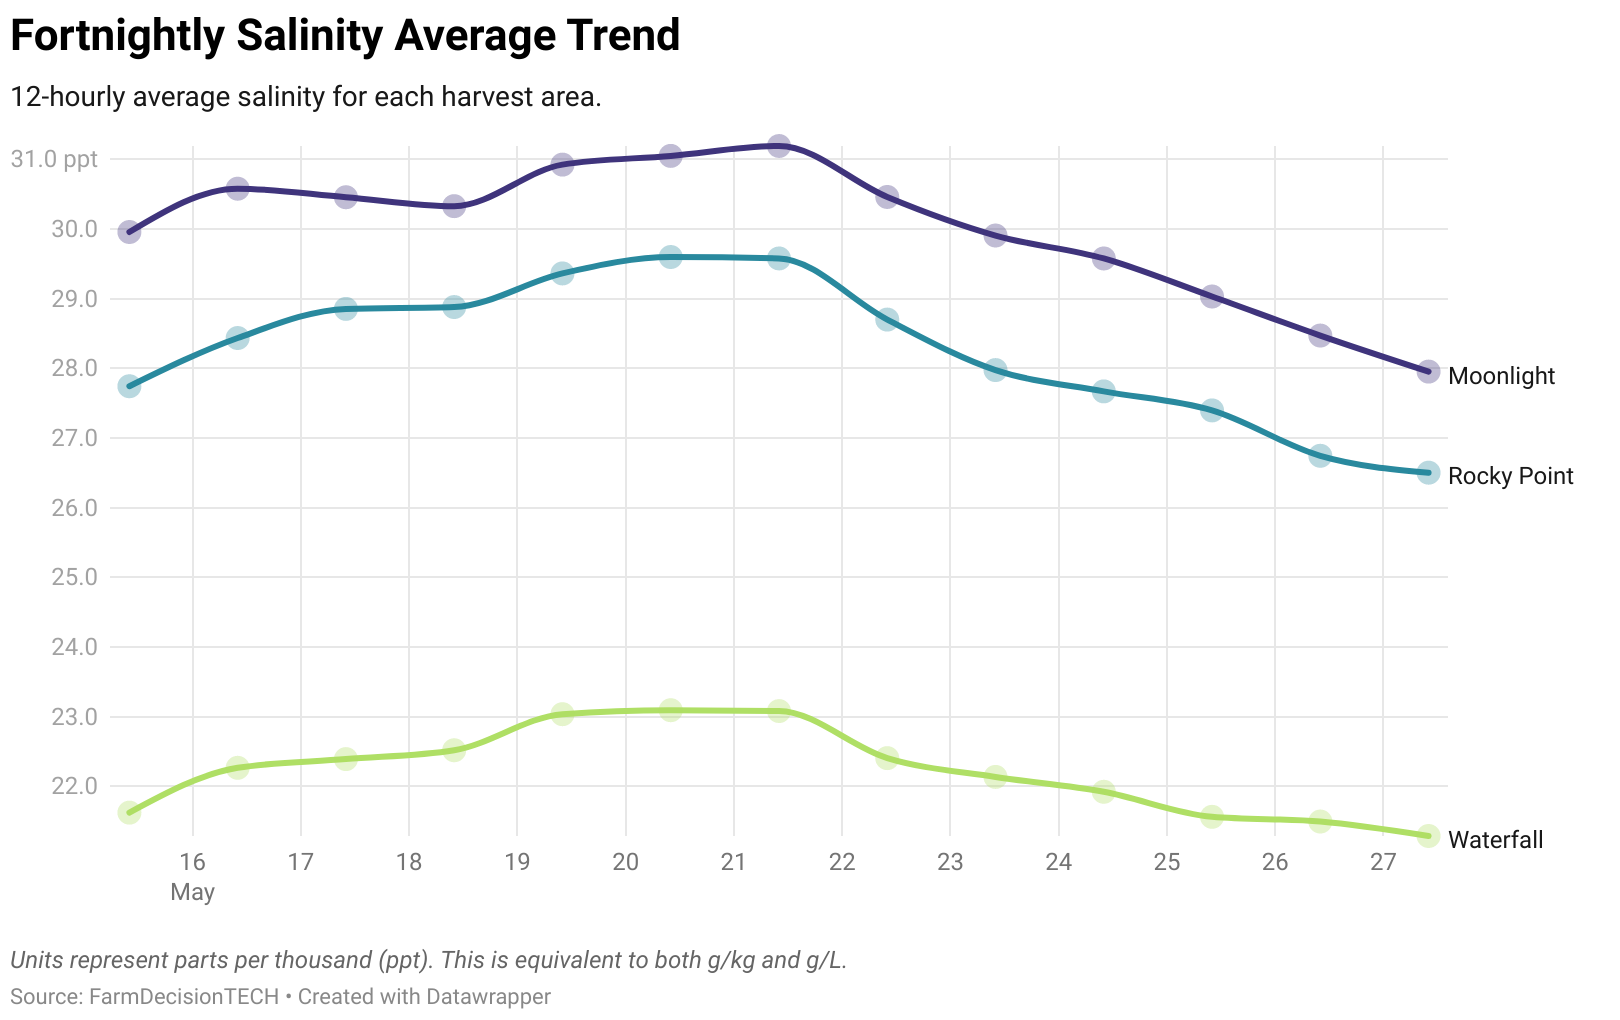 Fortnightly Salinity Average Trend
12-hourly average salinity for each harvest area.
31.0 ppt
30.0
29.0
28.0
27.0
26.0
25.0
24.0
23.0
22.0
Moonlight
Rocky Point
Waterfall
16 17 18 19 20 21 22 23 24 25 26 27
May
Units represent parts per thousand (ppt). This is equivalent to both g/kg and g/L.
Source: FarmDecisionTECH • Created with Datawrapper